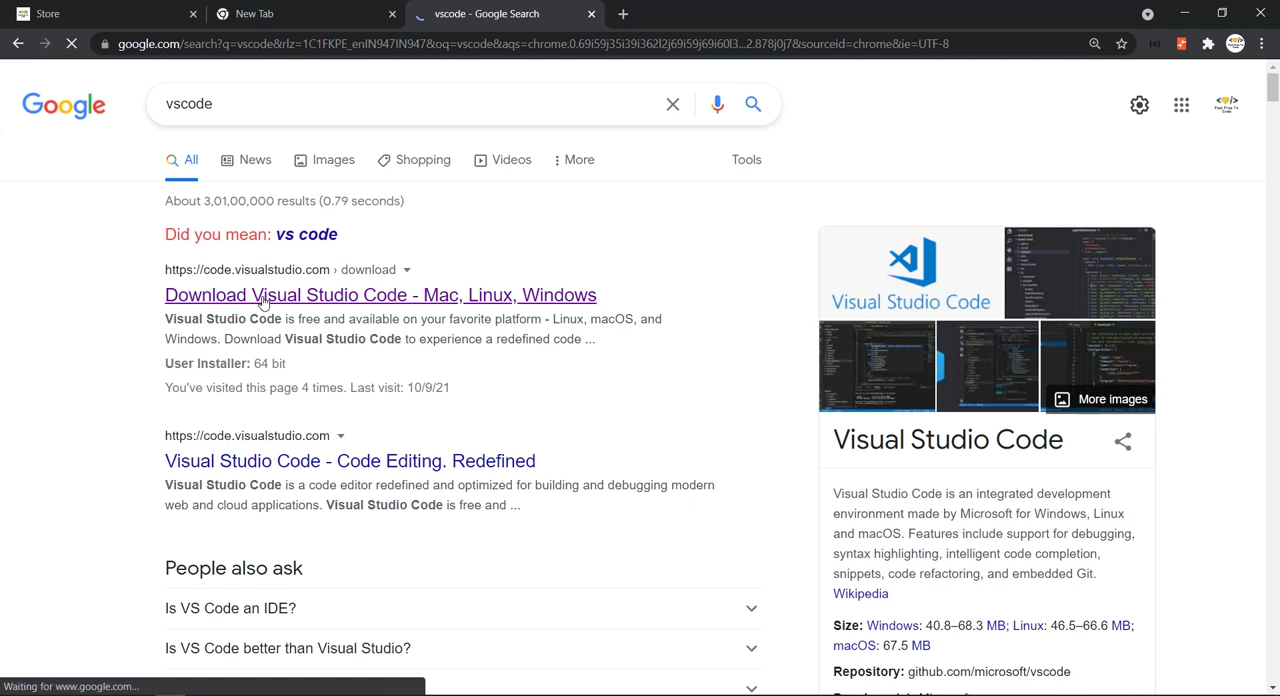 Store
New Tab
vscode - Google Search
google.com/search?q=vscode&rlz=1C1FKPE_enIN947IN947&oq=vscode&aqs=chrome.0.69i59j35i39i362l2j69i59j69i60l3...2.878j0j7&sourceid=chrome&ie=UTF-8
Google
vscode
All
News
Images
Shopping
Videos
More
Tools
About 3,01,00,000 results (0.79 seconds)
Did you mean: vs code
https://code.visualstudio.com › download
Download Visual Studio Code - Mac, Linux, Windows
Visual Studio Code is free and available favorite platform - Linux, macOS, and
Windows. Download Visual Studio Code to experience a redefined code ...
User Installer: 64 bit
You've visited this page 4 times. Last visit: 10/9/21
https://code.visualstudio.com
Visual Studio Code - Code Editing. Redefined
Visual Studio Code is a code editor redefined and optimized for building and debugging modern
web and cloud applications. Visual Studio Code is free and ...
People also ask
Is VS Code an IDE?
Is VS Code better than Visual Studio?
Visual Studio Code
More images
Visual Studio Code
Visual Studio Code is an integrated development
environment made by Microsoft for Windows, Linux
and macOS. Features include support for debugging,
syntax highlighting, intelligent code completion,
snippets, code refactoring, and embedded Git.
Wikipedia
Size: Windows: 40.8–68.3 MB; Linux: 46.5–66.6 MB;
macOS: 67.5 MB
Repository: github.com/microsoft/vscode
Waiting for www.google.com...